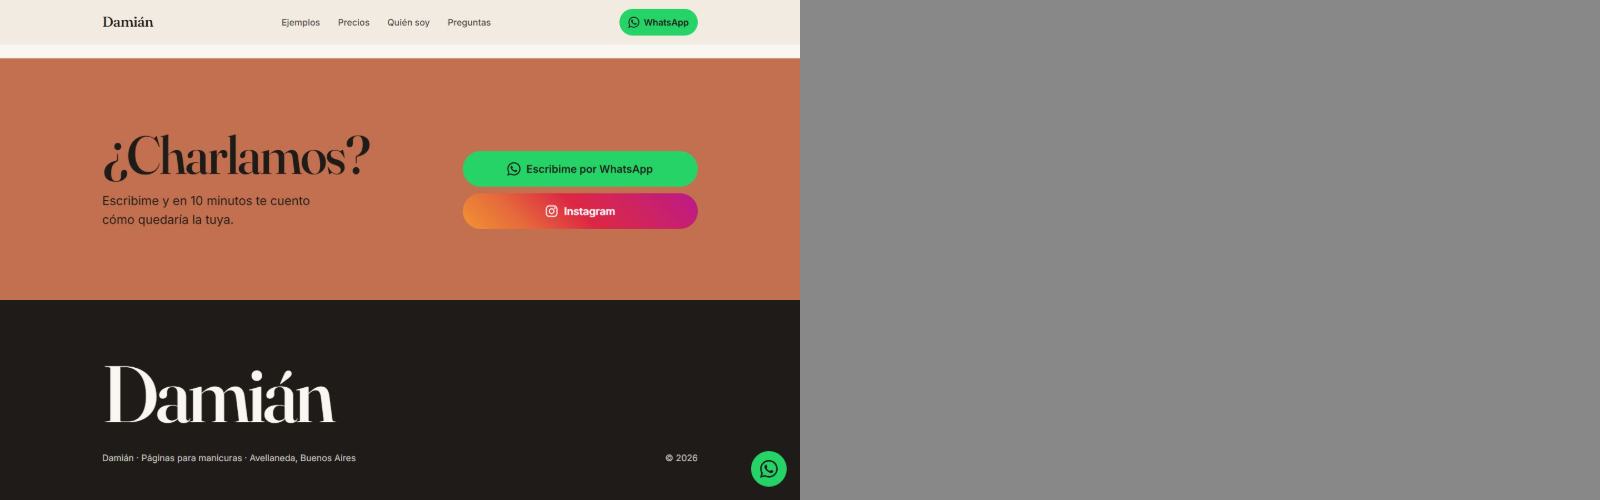 Damián
Ejemplos
Precios
Quién soy
Preguntas
WhatsApp
¿Charlamos?
Escribime y en 10 minutos te cuento
cómo quedaría la tuya.
Escribime por WhatsApp
Instagram
Damián
Damián · Páginas para manicuras · Avellaneda, Buenos Aires
© 2026